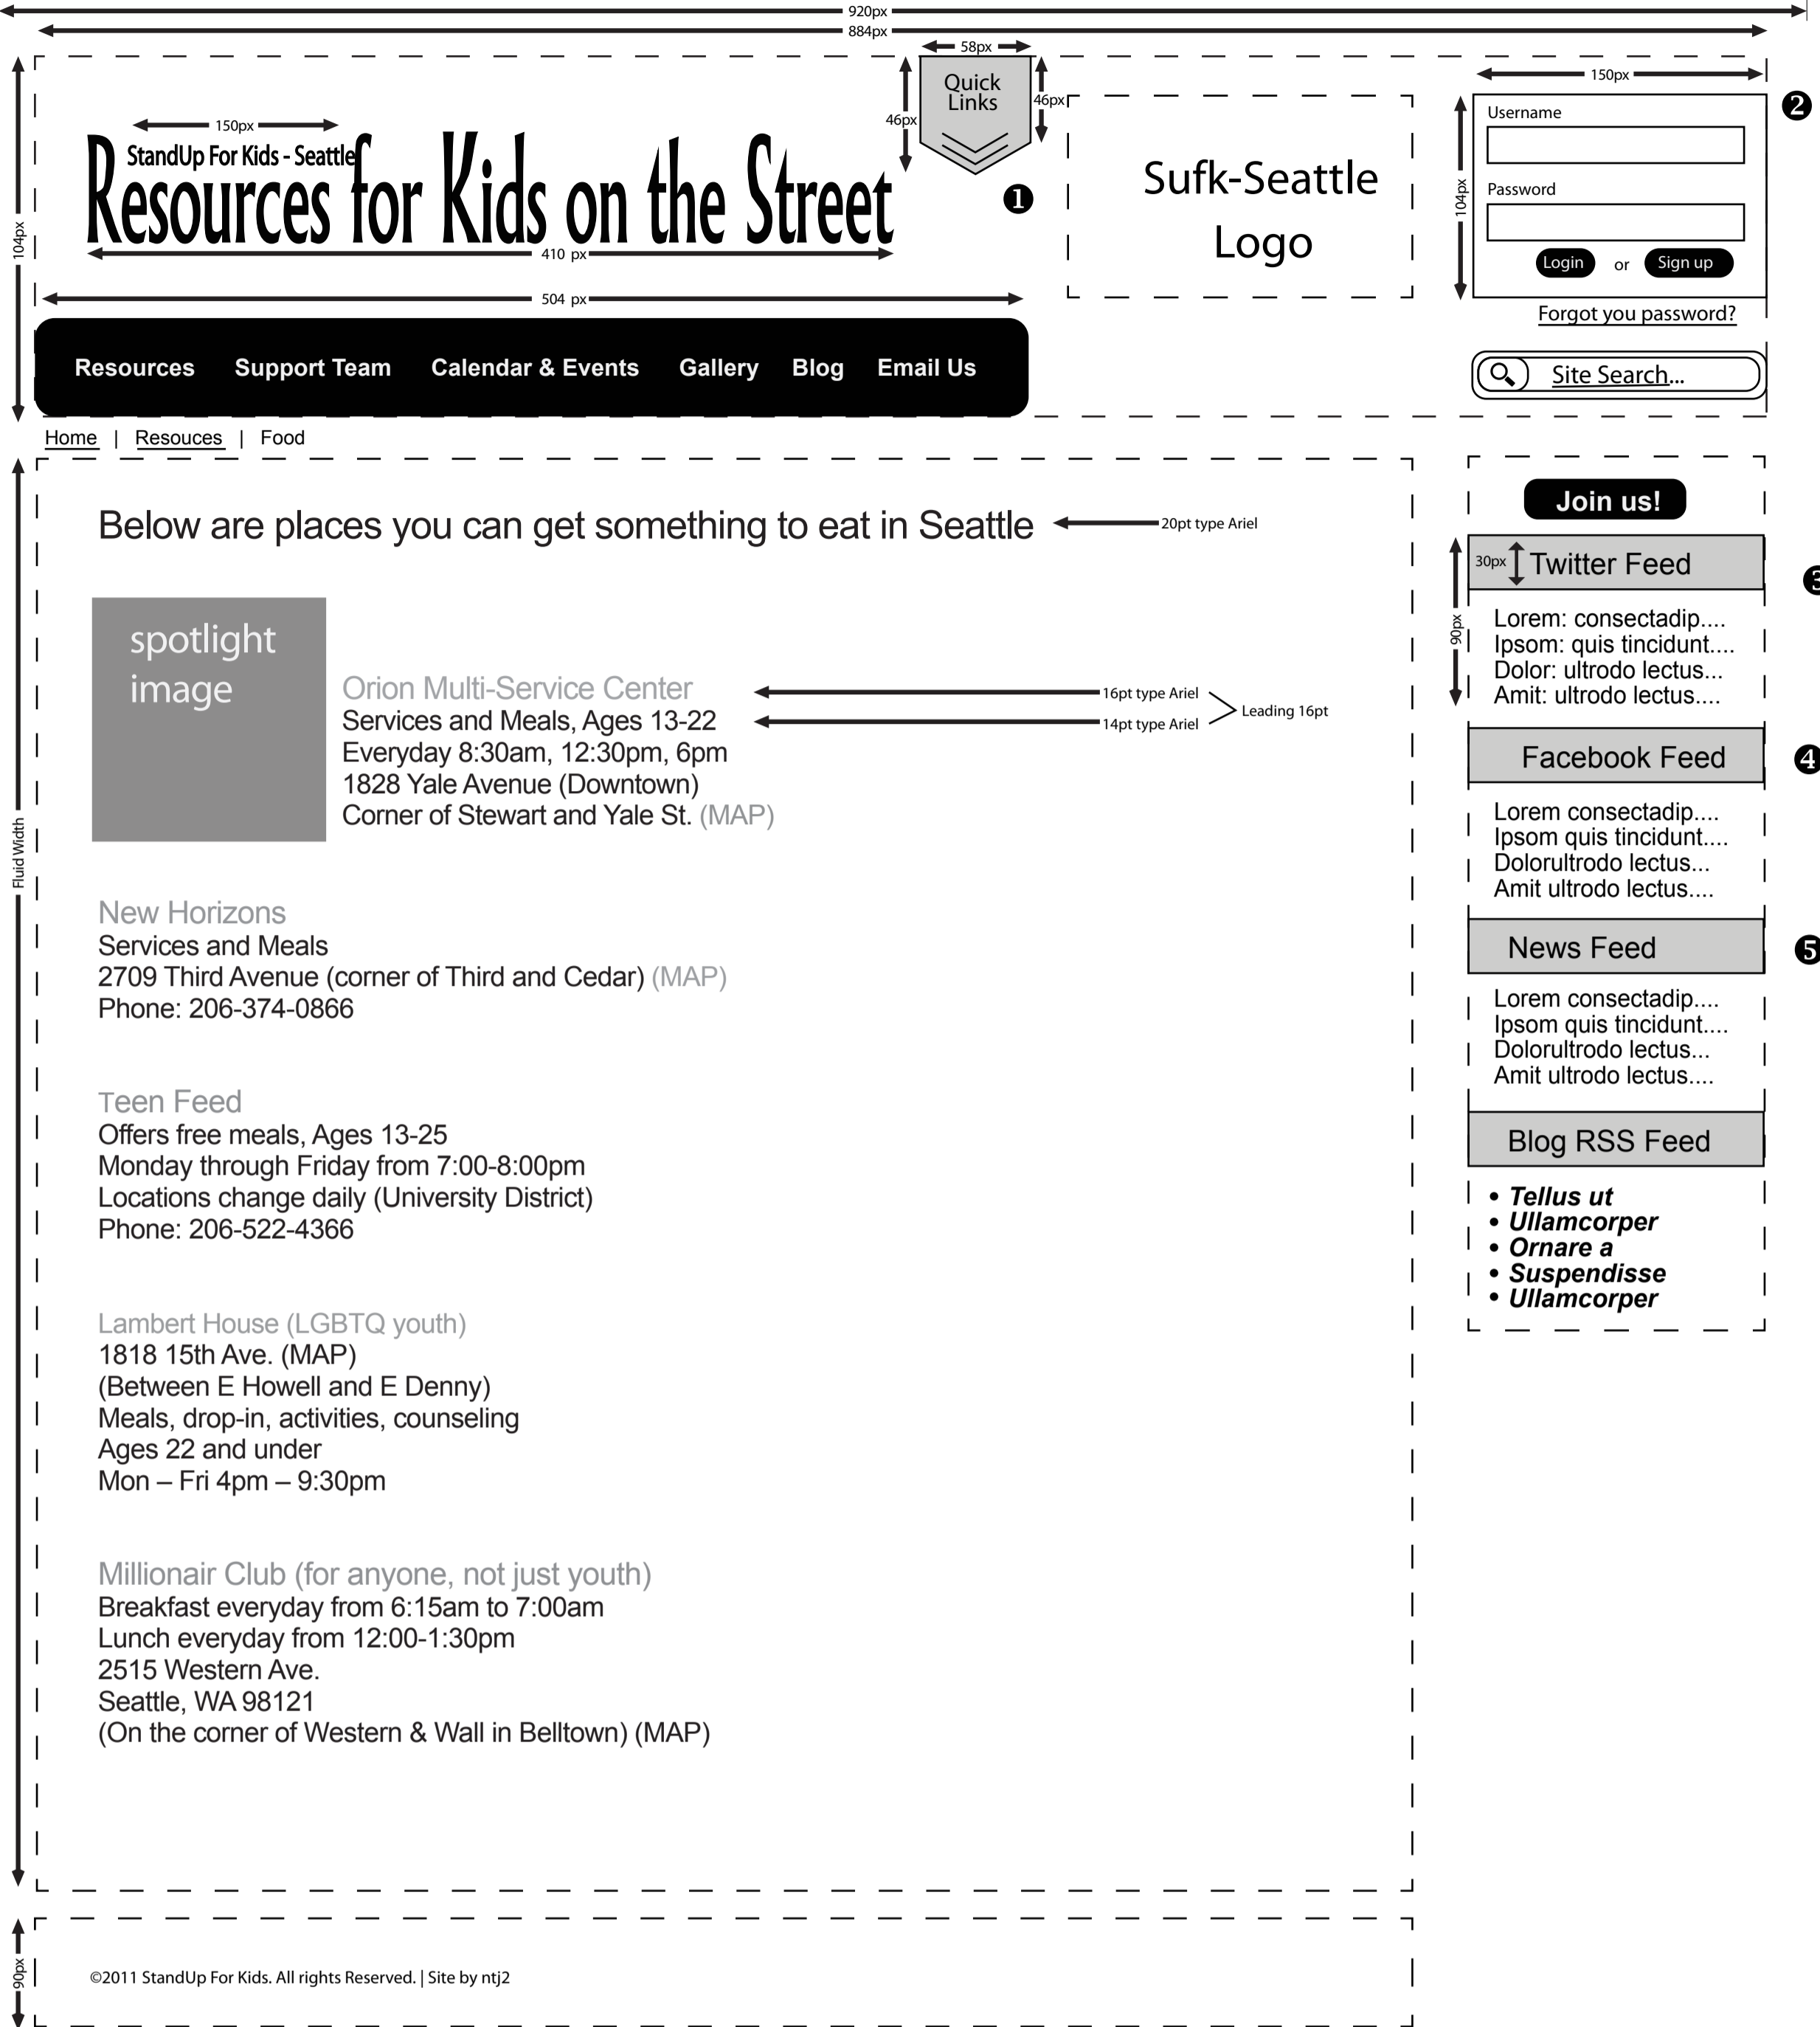 920px
884px
58px
Quick
Links
46px
46px
150px
StandUp For Kids - Seattle
Resources for Kids on the Street
410 px
504 px
104px
❶
Sufk-Seattle
Logo
150px
❷
104px
Username
Password
Login or Sign up
Forgot you password?
Site Search...
Resources Support Team Calendar & Events Gallery Blog Email Us
Home | Resouces | Food
Below are places you can get something to eat in Seattle
20pt type Ariel
spotlight
image
Orion Multi-Service Center
Services and Meals, Ages 13-22
Everyday 8:30am, 12:30pm, 6pm
1828 Yale Avenue (Downtown)
Corner of Stewart and Yale St. (MAP)
16pt type Ariel
14pt type Ariel
Leading 16pt
Fluid Width
New Horizons
Services and Meals
2709 Third Avenue (corner of Third and Cedar) (MAP)
Phone: 206-374-0866
Teen Feed
Offers free meals, Ages 13-25
Monday through Friday from 7:00-8:00pm
Locations change daily (University District)
Phone: 206-522-4366
Lambert House (LGBTQ youth)
1818 15th Ave. (MAP)
(Between E Howell and E Denny)
Meals, drop-in, activities, counseling
Ages 22 and under
Mon – Fri 4pm – 9:30pm
Millionair Club (for anyone, not just youth)
Breakfast everyday from 6:15am to 7:00am
Lunch everyday from 12:00-1:30pm
2515 Western Ave.
Seattle, WA 98121
(On the corner of Western & Wall in Belltown) (MAP)
Join us!
30px
Twitter Feed
❸
90px
Lorem: consectadip....
Ipsom: quis tincidunt....
Dolor: ultrodo lectus...
Amit: ultrodo lectus....
Facebook Feed
❹
Lorem consectadip....
Ipsom quis tincidunt....
Dolorultrodo lectus...
Amit ultrodo lectus....
News Feed
❺
Lorem consectadip....
Ipsom quis tincidunt....
Dolorultrodo lectus...
Amit ultrodo lectus....
Blog RSS Feed
• Tellus ut
• Ullamcorper
• Ornare a
• Suspendisse
• Ullamcorper
90px
©2011 StandUp For Kids. All rights Reserved. | Site by ntj2